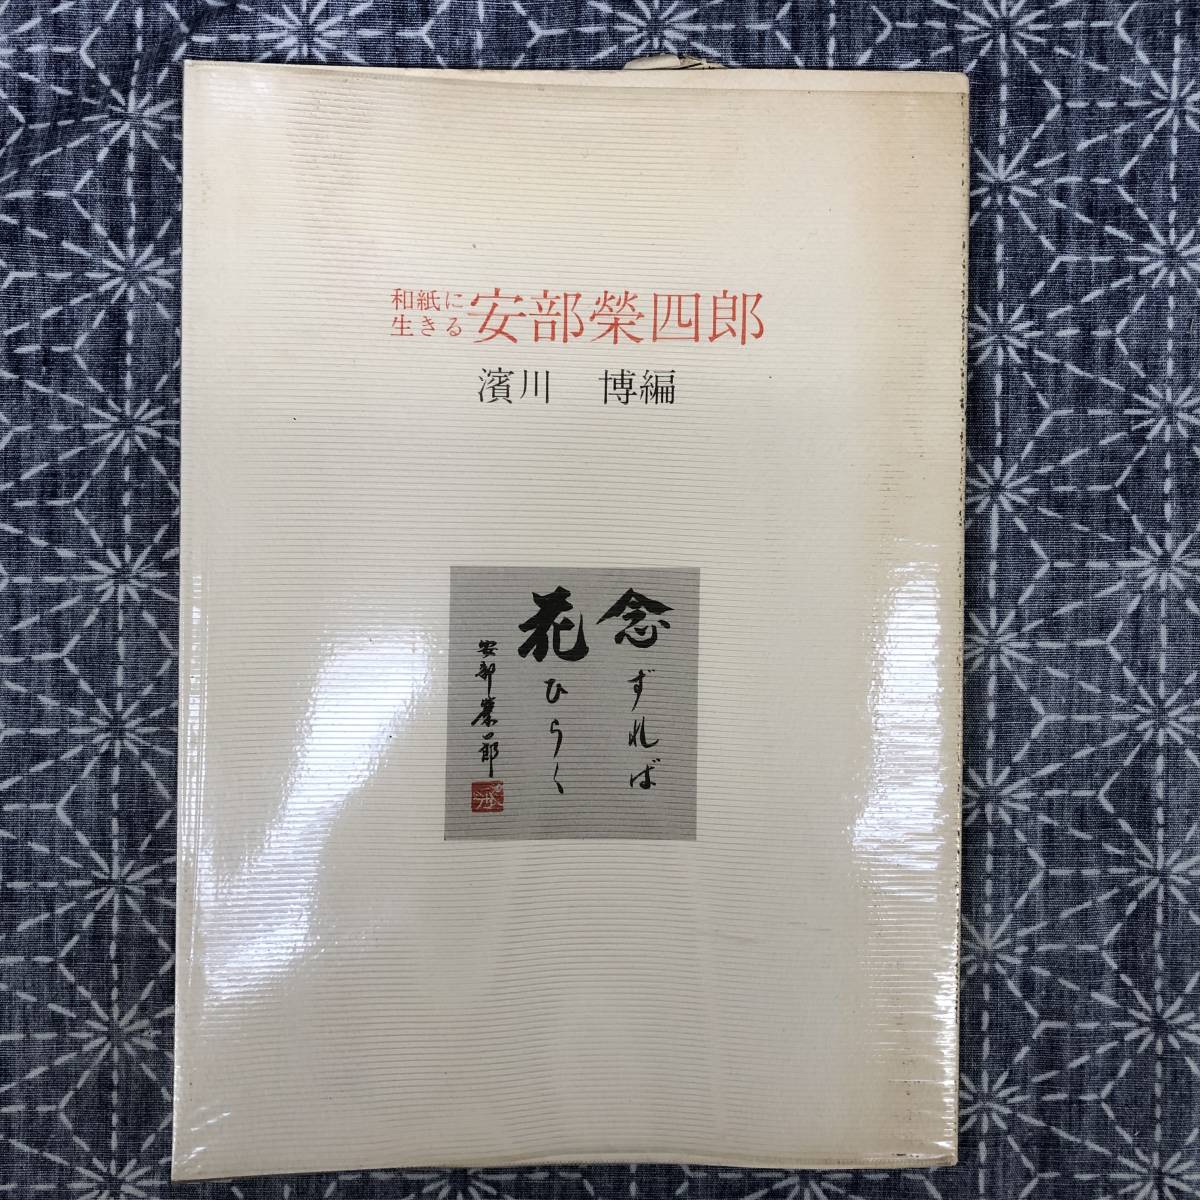 和紙に
生きる
安部榮四郎
濱川 博編
念ずれば
花ひらく
安部榮四郎